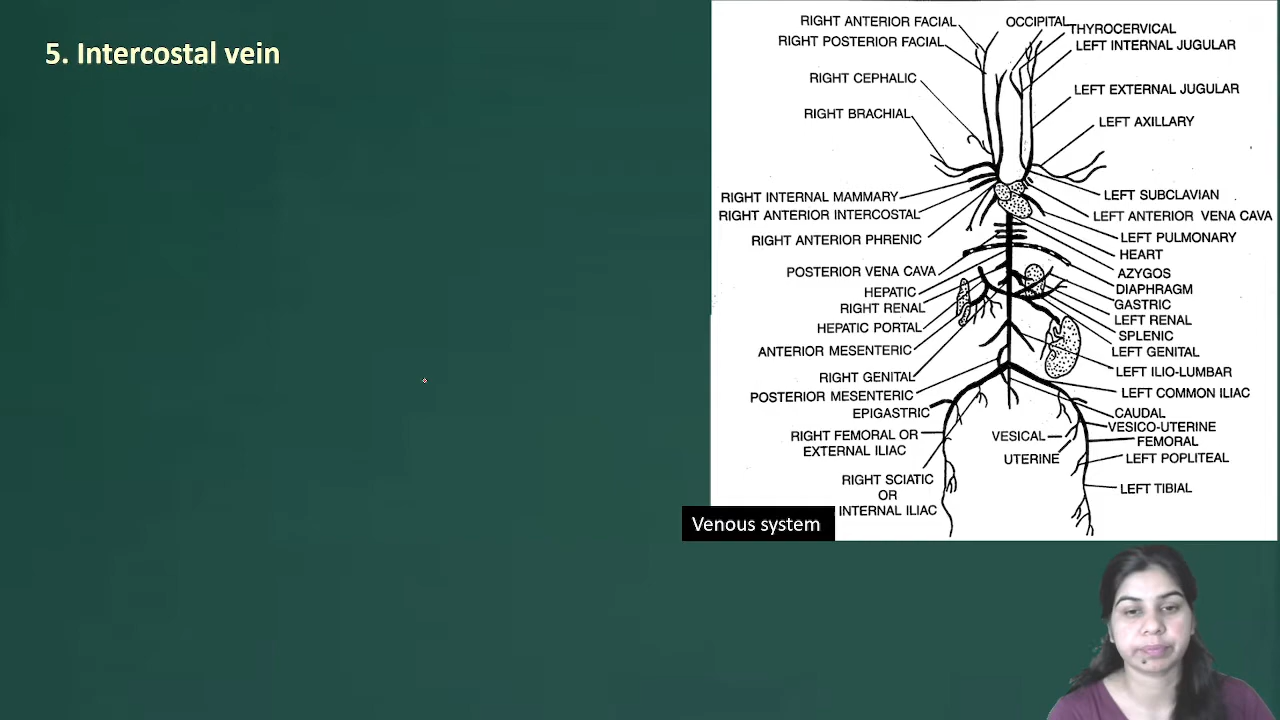 5. Intercostal vein
RIGHT ANTERIOR FACIAL
RIGHT POSTERIOR FACIAL
RIGHT CEPHALIC
RIGHT BRACHIAL
RIGHT INTERNAL MAMMARY
RIGHT ANTERIOR INTERCOSTAL
RIGHT ANTERIOR PHRENIC
POSTERIOR VENA CAVA
HEPATIC
RIGHT RENAL
HEPATIC PORTAL
ANTERIOR MESENTERIC
RIGHT GENITAL
POSTERIOR MESENTERIC
EPIGASTRIC
RIGHT FEMORAL OR
EXTERNAL ILIAC
RIGHT SCIATIC
OR
INTERNAL ILIAC
OCCIPITAL
THYROCERVICAL
LEFT INTERNAL JUGULAR
LEFT EXTERNAL JUGULAR
LEFT AXILLARY
LEFT SUBCLAVIAN
LEFT ANTERIOR VENA CAVA
LEFT PULMONARY
HEART
AZYGOS
DIAPHRAGM
GASTRIC
LEFT RENAL
SPLENIC
LEFT GENITAL
LEFT ILIO-LUMBAR
LEFT COMMON ILIAC
CAUDAL
VESICO-UTERINE
FEMORAL
LEFT POPLITEAL
LEFT TIBIAL
VESICAL
UTERINE
Venous system